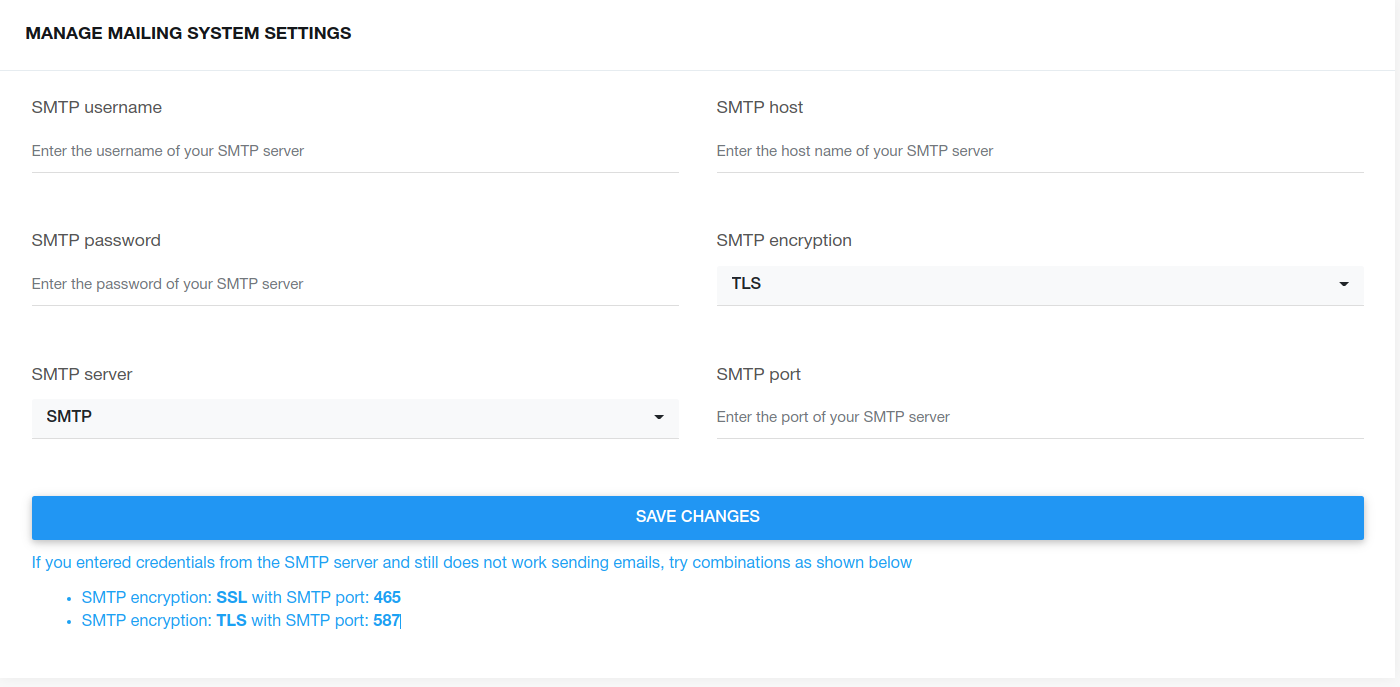 MANAGE MAILING SYSTEM SETTINGS
SMTP username
Enter the username of your SMTP server
SMTP host
Enter the host name of your SMTP server
SMTP password
Enter the password of your SMTP server
SMTP encryption
TLS
SMTP server
SMTP
SMTP port
Enter the port of your SMTP server
SAVE CHANGES
If you entered credentials from the SMTP server and still does not work sending emails, try combinations as shown below
• SMTP encryption: SSL with SMTP port: 465
• SMTP encryption: TLS with SMTP port: 587